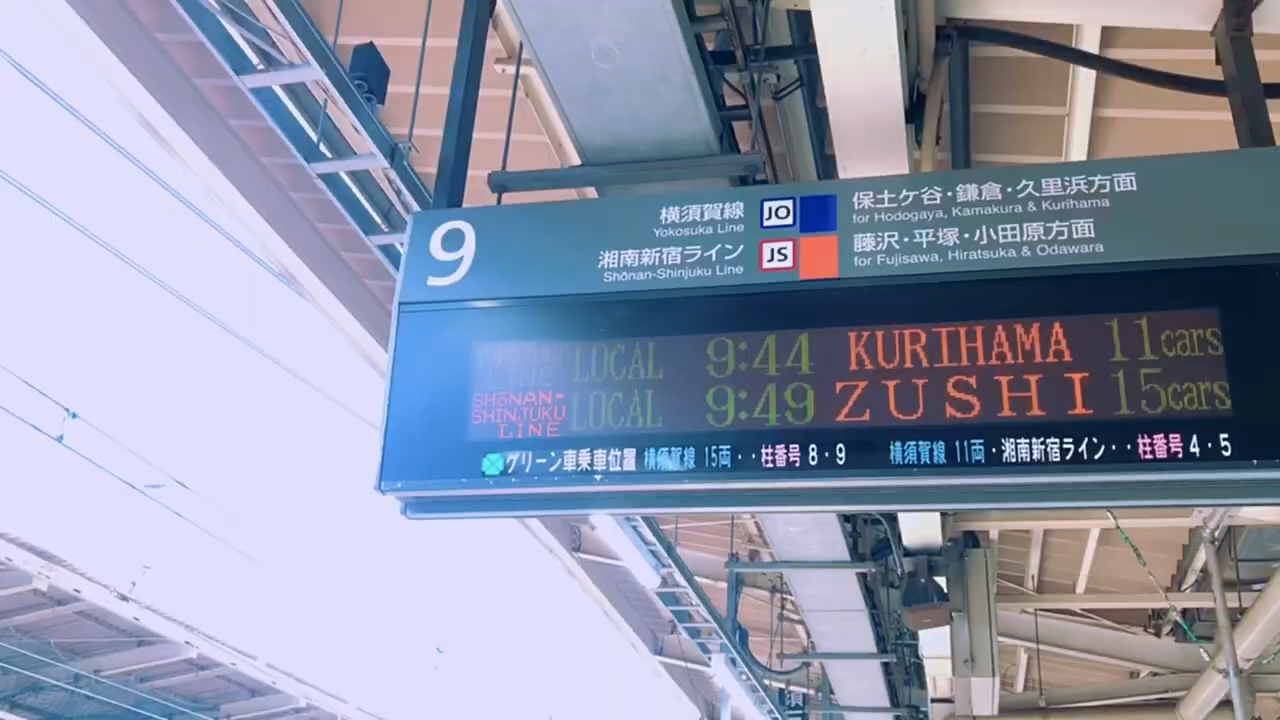 9
横須賀線 JO 保土ケ谷・鎌倉・久里浜方面
Yokosuka Line for Hodogaya, Kamakura & Kurihama
湘南新宿ライン JS 藤沢・平塚・小田原方面
Shōnan-Shinjuku Line for Fujisawa, Hiratsuka & Odawara
LINE LOCAL 9:44 KURIHAMA 11cars
SHŌNAN-SHINJUKU LINE LOCAL 9:49 ZUSHI 15cars
グリーン車乗車位置 横須賀線 15両・・柱番号 8・9 横須賀線 11両・湘南新宿ライン・・柱番号 4・5